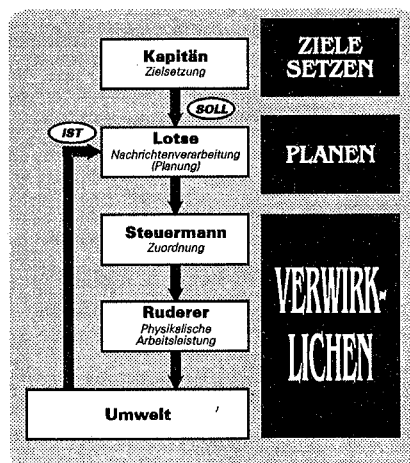 Kapitän
Zielsetzung
ZIELE
SETZEN
SOLL
IST
Lotse
Nachrichtenverarbeitung
(Planung)
PLANEN
Steuermann
Zuordnung
VERWIRK-
LICHEN
Ruderer
Physikalische
Arbeitsleistung
Umwelt